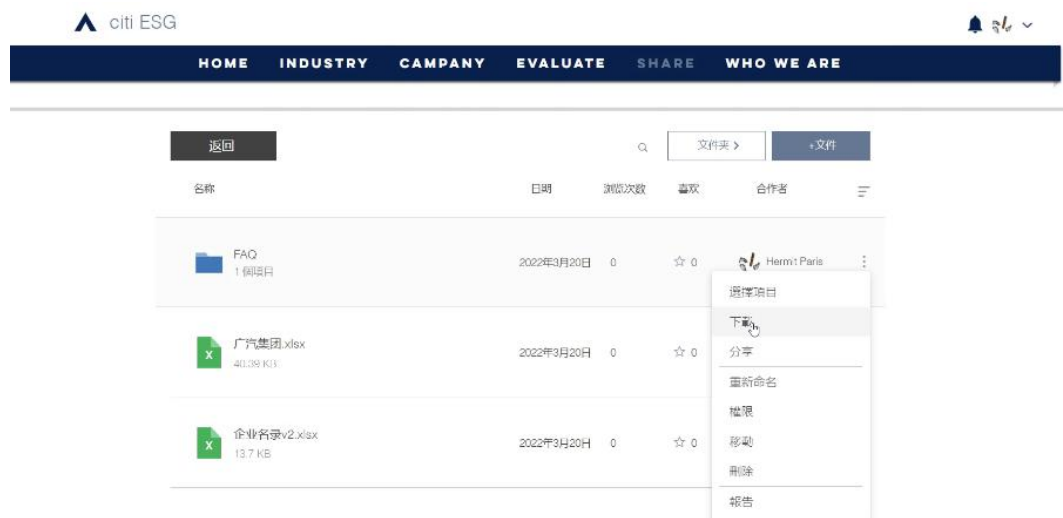 citi ESG
HOME INDUSTRY CAMPANY EVALUATE SHARE WHO WE ARE
返回 文件夹 > +文件
名称 日期 浏览次数 喜欢 合作者
FAQ
1 個項目
2022年3月20日 0 ☆ 0 Hermit Paris
選擇項目
下載
分享
广汽集团.xlsx
40.39 KB
2022年3月20日 0 ☆ 0
重新命名
權限
移動
刪除
報告
企业名录v2.xlsx
13.7 KB
2022年3月20日 0 ☆ 0